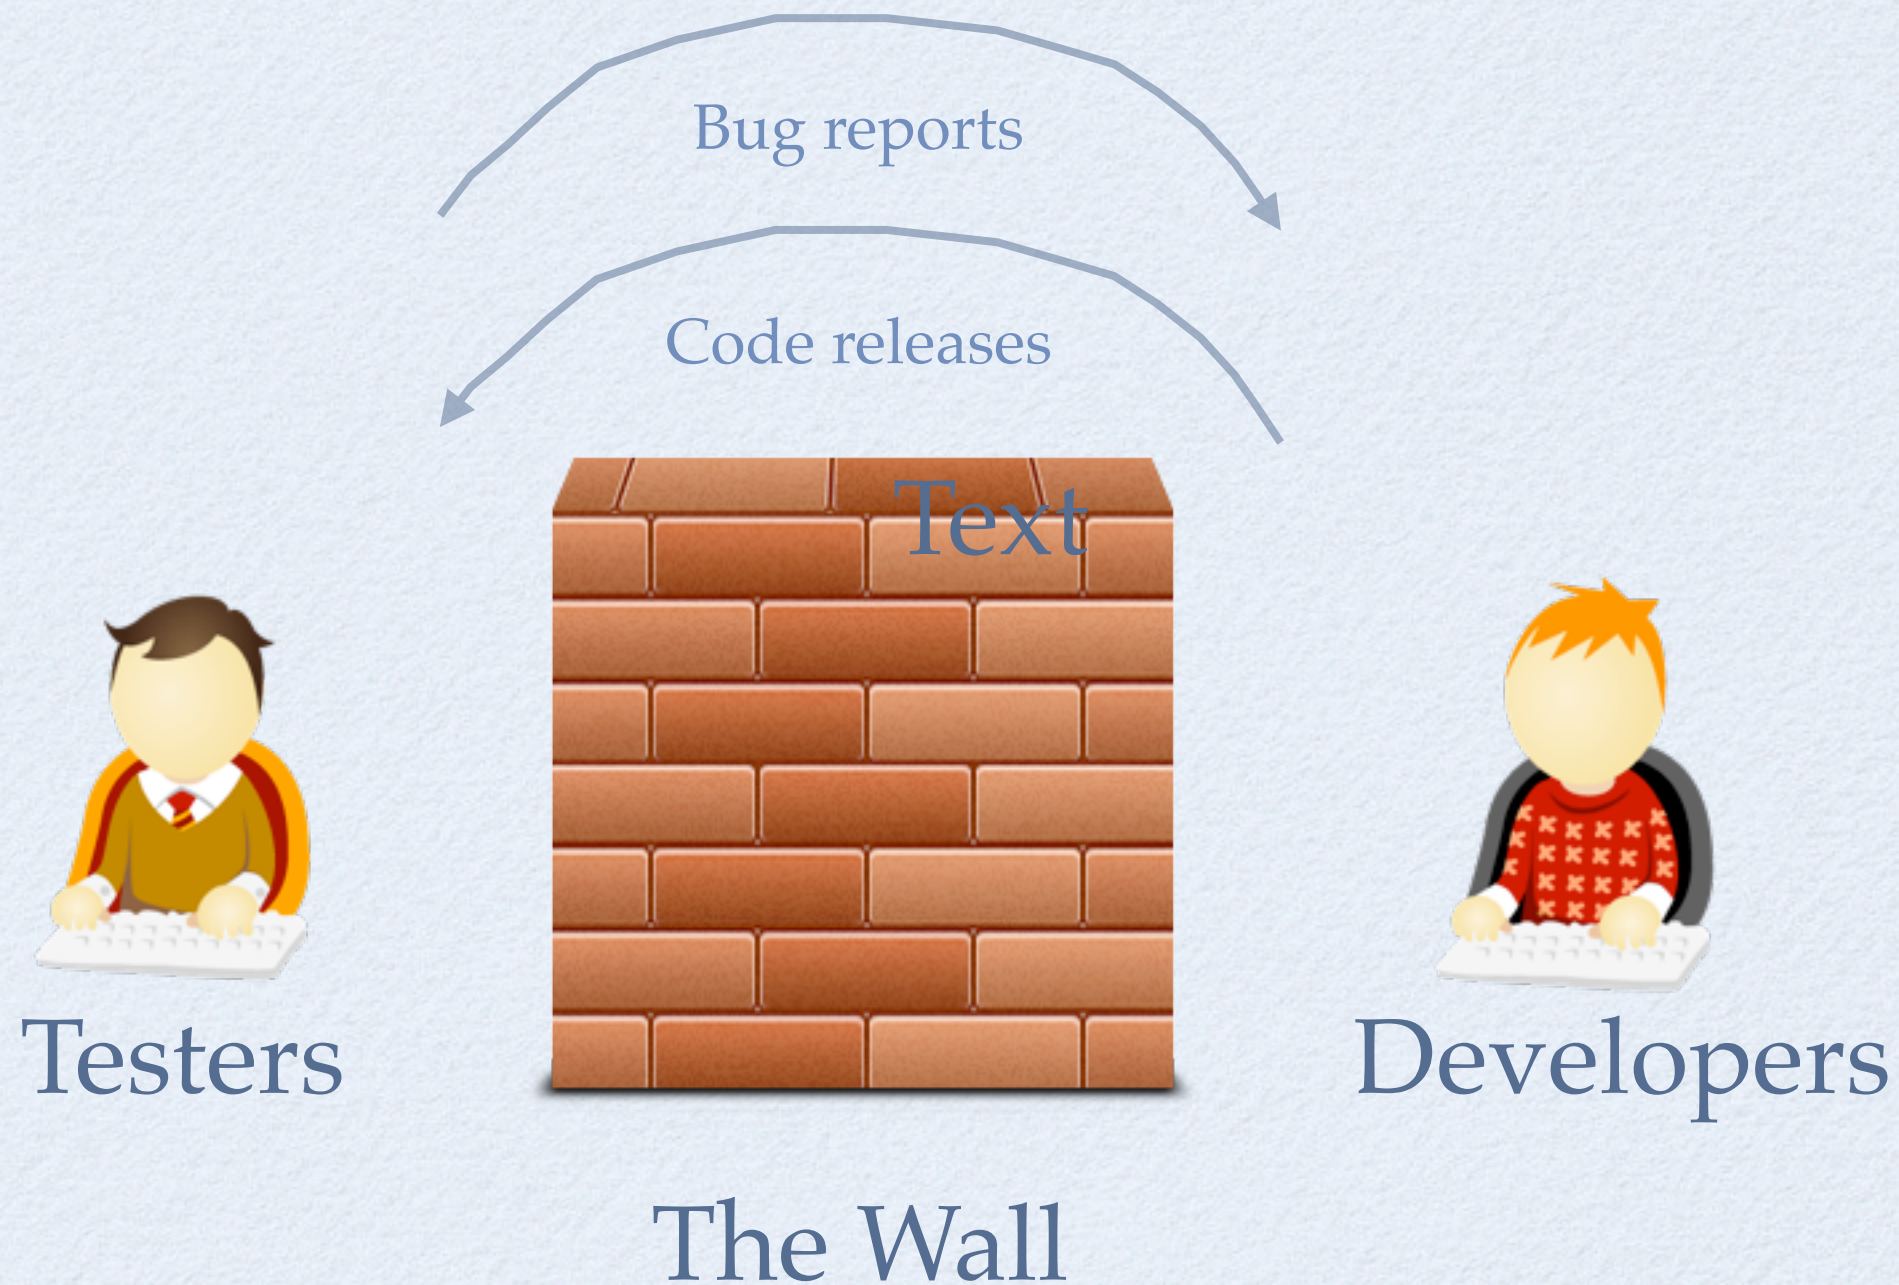 Bug reports
Code releases
Text
Testers
Developers
The Wall